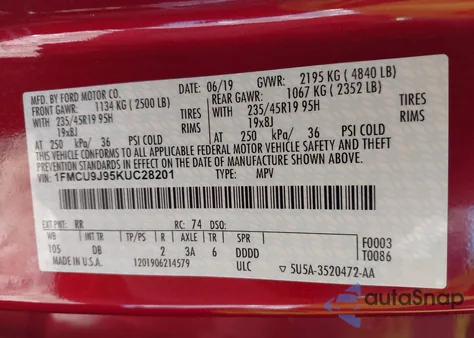 MFD. BY FORD MOTOR CO.
06/19 GVWR: 2195 KG ( 4840 LB)
FRONT GAWR: 1134 KG ( 2500 LB) REAR GAWR: 1067 KG ( 2352 LB)
WITH 235/45R19 95H TIRES WITH 235/45R19 95H TIRES
19x8J RIMS 19x8J RIMS
AT 250 kPa/ 36 PSI COLD AT 250 kPa/ 36 PSI COLD
THIS VEHICLE CONFORMS TO ALL APPLICABLE FEDERAL MOTOR VEHICLE SAFETY AND THEFT
PREVENTION STANDARDS IN EFFECT ON THE DATE OF MANUFACTURE SHOWN ABOVE.
VIN: 1FMCU9J95KUC28201 TYPE: MPV
EXT PNT: RR RC: 74 DSO:
WB INT TR TP/PS R AXLE TR SPR
105 DB 2 3A 6 DDDD
F0003
T0086
MADE IN U.S.A. 1201906214579 ULC 5U5A-3520472-AA
autoSnap